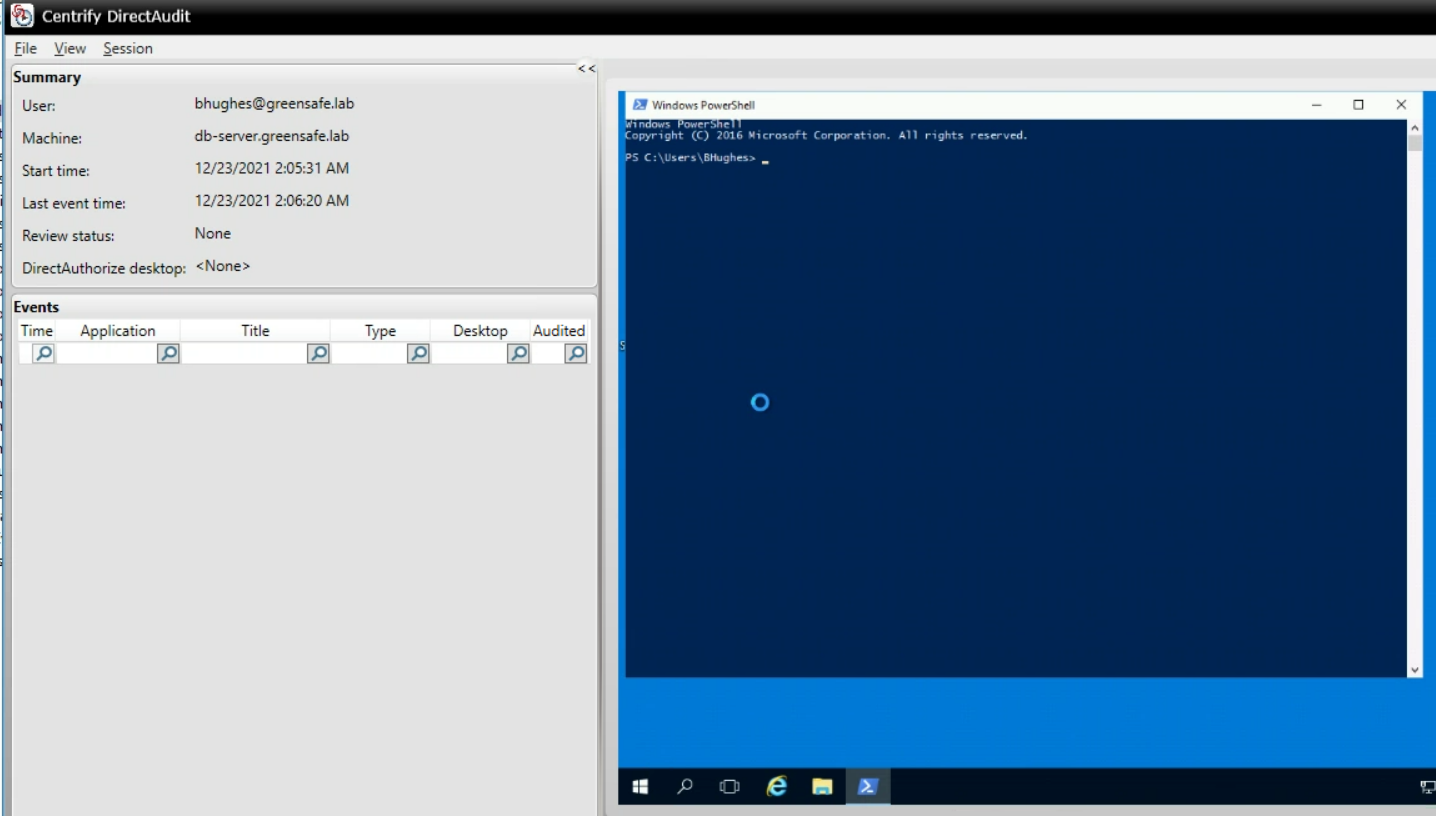 Centrify DirectAudit
File View Session
<<
Summary
User: bhughes@greensafe.lab
Machine: db-server.greensafe.lab
Start time: 12/23/2021 2:05:31 AM
Last event time: 12/23/2021 2:06:20 AM
Review status: None
DirectAuthorize desktop: <None>
Events
Time Application Title Type Desktop Audited
Windows PowerShell
Windows PowerShell
Copyright (C) 2016 Microsoft Corporation. All rights reserved.
PS C:\Users\BHughes> _